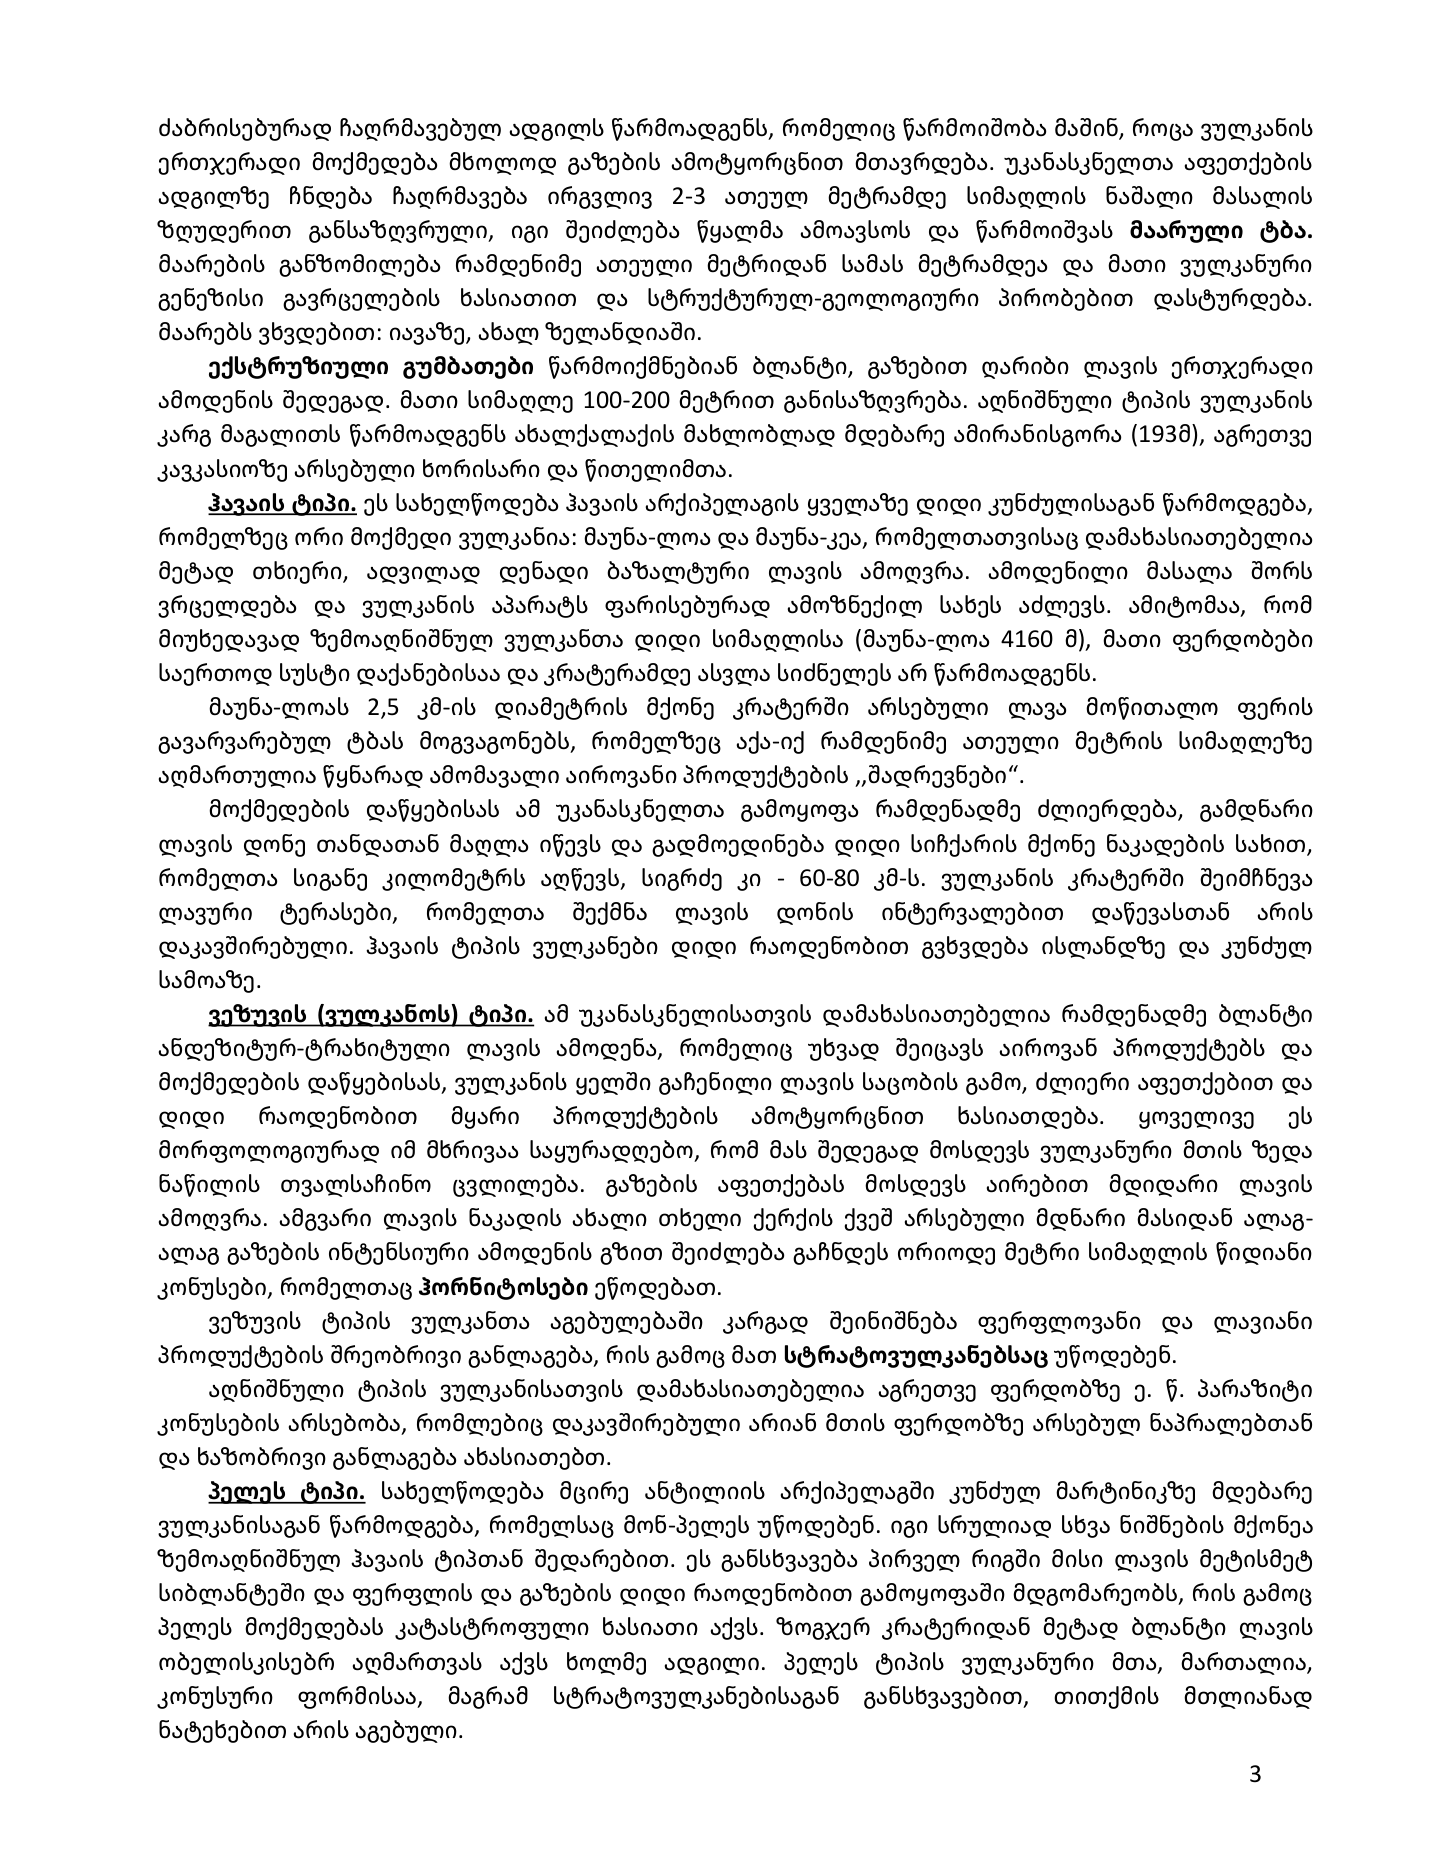 ძაბრისებურად ჩაღრმავებულ ადგილს წარმოადგენს, რომელიც წარმოიშობა მაშინ, როცა ვულკანის
ერთჯერადი მოქმედება მხოლოდ გაზების ამოტყორცნით მთავრდება. უკანასკნელთა აფეთქების
ადგილზე ჩნდება ჩაღრმავება ირგვლივ 2-3 ათეულ მეტრამდე სიმაღლის ნაშალი მასალის
ზღუდერით განსაზღვრული, იგი შეიძლება წყალმა ამოავსოს და წარმოიშვას მაარული ტბა.
მაარების განზომილება რამდენიმე ათეული მეტრიდან სამას მეტრამდეა და მათი ვულკანური
გენეზისი გავრცელების ხასიათით და სტრუქტურულ-გეოლოგიური პირობებით დასტურდება.
მაარებს ვხვდებით: იავაზე, ახალ ზელანდიაში.
ექსტრუზიული გუმბათები წარმოიქმნებიან ბლანტი, გაზებით ღარიბი ლავის ერთჯერადი
ამოდენის შედეგად. მათი სიმაღლე 100-200 მეტრით განისაზღვრება. აღნიშნული ტიპის ვულკანის
კარგ მაგალითს წარმოადგენს ახალქალაქის მახლობლად მდებარე ამირანისგორა (193მ), აგრეთვე
კავკასიოზე არსებული ხორისარი და წითელიმთა.
ჰავაის ტიპი. ეს სახელწოდება ჰავაის არქიპელაგის ყველაზე დიდი კუნძულისაგან წარმოდგება,
რომელზეც ორი მოქმედი ვულკანია: მაუნა-ლოა და მაუნა-კეა, რომელთათვისაც დამახასიათებელია
მეტად თხიერი, ადვილად დენადი ბაზალტური ლავის ამოღვრა. ამოდენილი მასალა შორს
ვრცელდება და ვულკანის აპარატს ფარისებურად ამოზნექილ სახეს აძლევს. ამიტომაა, რომ
მიუხედავად ზემოაღნიშნულ ვულკანთა დიდი სიმაღლისა (მაუნა-ლოა 4160 მ), მათი ფერდობები
საერთოდ სუსტი დაქანებისაა და კრატერამდე ასვლა სიძნელეს არ წარმოადგენს.
მაუნა-ლოას 2,5 კმ-ის დიამეტრის მქონე კრატერში არსებული ლავა მოწითალო ფერის
გავარვარებულ ტბას მოგვაგონებს, რომელზეც აქა-იქ რამდენიმე ათეული მეტრის სიმაღლეზე
აღმართულია წყნარად ამომავალი აიროვანი პროდუქტების ,,შადრევნები“.
მოქმედების დაწყებისას ამ უკანასკნელთა გამოყოფა რამდენადმე ძლიერდება, გამდნარი
ლავის დონე თანდათან მაღლა იწევს და გადმოედინება დიდი სიჩქარის მქონე ნაკადების სახით,
რომელთა სიგანე კილომეტრს აღწევს, სიგრძე კი - 60-80 კმ-ს. ვულკანის კრატერში შეიმჩნევა
ლავური ტერასები, რომელთა შექმნა ლავის დონის ინტერვალებით დაწევასთან არის
დაკავშირებული. ჰავაის ტიპის ვულკანები დიდი რაოდენობით გვხვდება ისლანდზე და კუნძულ
სამოაზე.
ვეზუვის (ვულკანოს) ტიპი. ამ უკანასკნელისათვის დამახასიათებელია რამდენადმე ბლანტი
ანდეზიტურ-ტრახიტული ლავის ამოდენა, რომელიც უხვად შეიცავს აიროვან პროდუქტებს და
მოქმედების დაწყებისას, ვულკანის ყელში გაჩენილი ლავის საცობის გამო, ძლიერი აფეთქებით და
დიდი რაოდენობით მყარი პროდუქტების ამოტყორცნით ხასიათდება. ყოველივე ეს
მორფოლოგიურად იმ მხრივაა საყურადღებო, რომ მას შედეგად მოსდევს ვულკანური მთის ზედა
ნაწილის თვალსაჩინო ცვლილება. გაზების აფეთქებას მოსდევს აირებით მდიდარი ლავის
ამოღვრა. ამგვარი ლავის ნაკადის ახალი თხელი ქერქის ქვეშ არსებული მდნარი მასიდან ალაგ-
ალაგ გაზების ინტენსიური ამოდენის გზით შეიძლება გაჩნდეს ორიოდე მეტრი სიმაღლის წიდიანი
კონუსები, რომელთაც ჰორნიტოსები ეწოდებათ.
ვეზუვის ტიპის ვულკანთა აგებულებაში კარგად შეინიშნება ფერფლოვანი და ლავიანი
პროდუქტების შრეობრივი განლაგება, რის გამოც მათ სტრატოვულკანებსაც უწოდებენ.
აღნიშნული ტიპის ვულკანისათვის დამახასიათებელია აგრეთვე ფერდობზე ე. წ. პარაზიტი
კონუსების არსებობა, რომლებიც დაკავშირებული არიან მთის ფერდობზე არსებულ ნაპრალებთან
და ხაზობრივი განლაგება ახასიათებთ.
პელეს ტიპი. სახელწოდება მცირე ანტილიის არქიპელაგში კუნძულ მარტინიკზე მდებარე
ვულკანისაგან წარმოდგება, რომელსაც მონ-პელეს უწოდებენ. იგი სრულიად სხვა ნიშნების მქონეა
ზემოაღნიშნულ ჰავაის ტიპთან შედარებით. ეს განსხვავება პირველ რიგში მისი ლავის მეტისმეტ
სიბლანტეში და ფერფლის და გაზების დიდი რაოდენობით გამოყოფაში მდგომარეობს, რის გამოც
პელეს მოქმედებას კატასტროფული ხასიათი აქვს. ზოგჯერ კრატერიდან მეტად ბლანტი ლავის
ობელისკისებრ აღმართვას აქვს ხოლმე ადგილი. პელეს ტიპის ვულკანური მთა, მართალია,
კონუსური ფორმისაა, მაგრამ სტრატოვულკანებისაგან განსხვავებით, თითქმის მთლიანად
ნატეხებით არის აგებული.
3